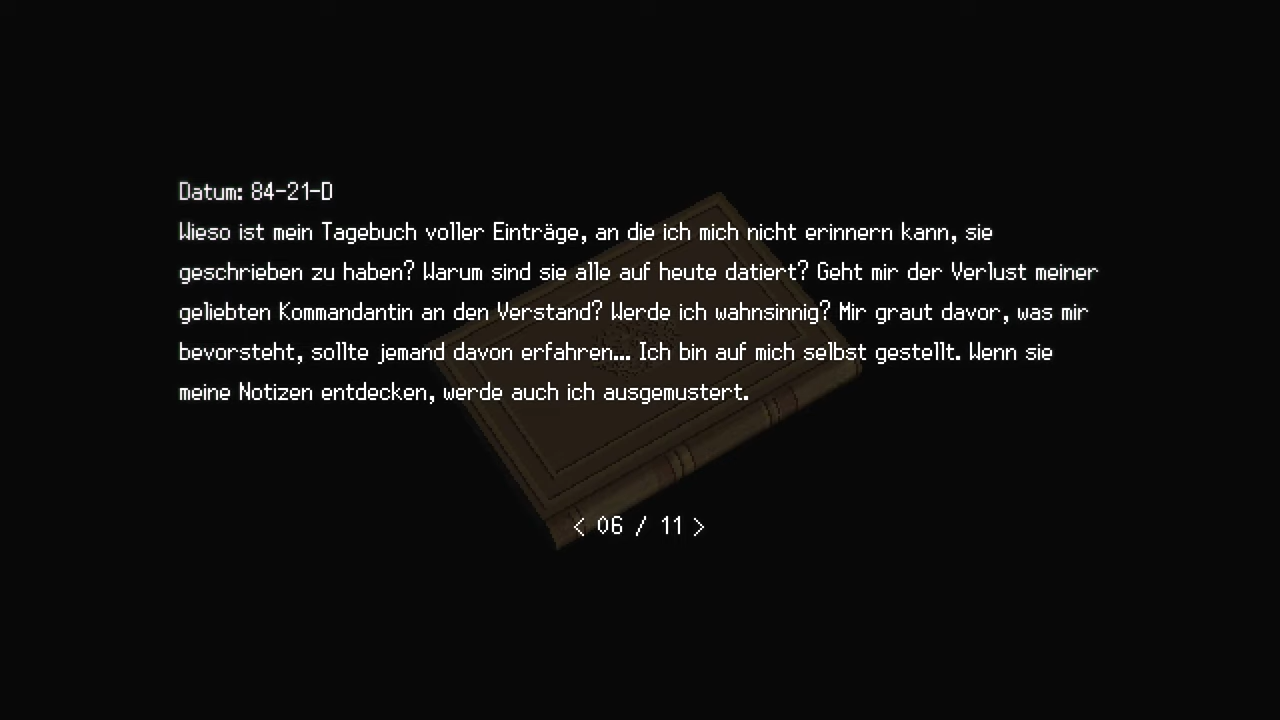 Datum: 84-21-D
Wieso ist mein Tagebuch voller Einträge, an die ich mich nicht erinnern kann, sie
geschrieben zu haben? Warum sind sie alle auf heute datiert? Geht mir der Verlust meiner
geliebten Kommandantin an den Verstand? Werde ich wahnsinnig? Mir graut davor, was mir
bevorsteht, sollte jemand davon erfahren... Ich bin auf mich selbst gestellt. Wenn sie
meine Notizen entdecken, werde auch ich ausgemustert.
< 06 / 11 >